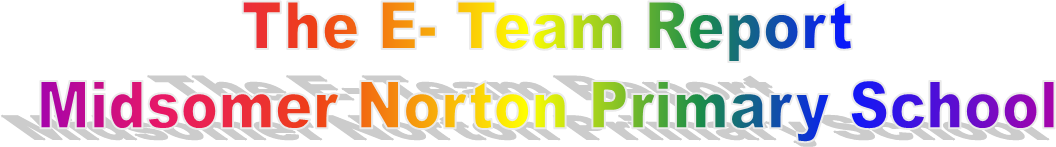 The E- Team Report
Midsomer Norton Primary School